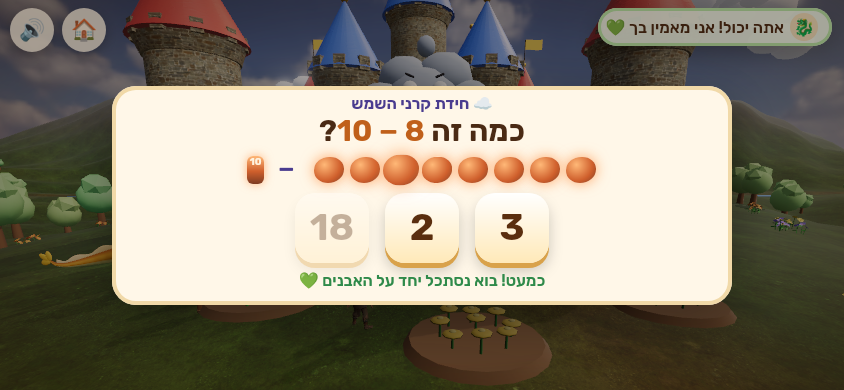 אתה יכול! אני מאמין בך 💚
חידת קרני השמש
כמה זה 10 – 8?
10 –
18 2 3
כמעט! בוא נסתכל יחד על האבנים 💚